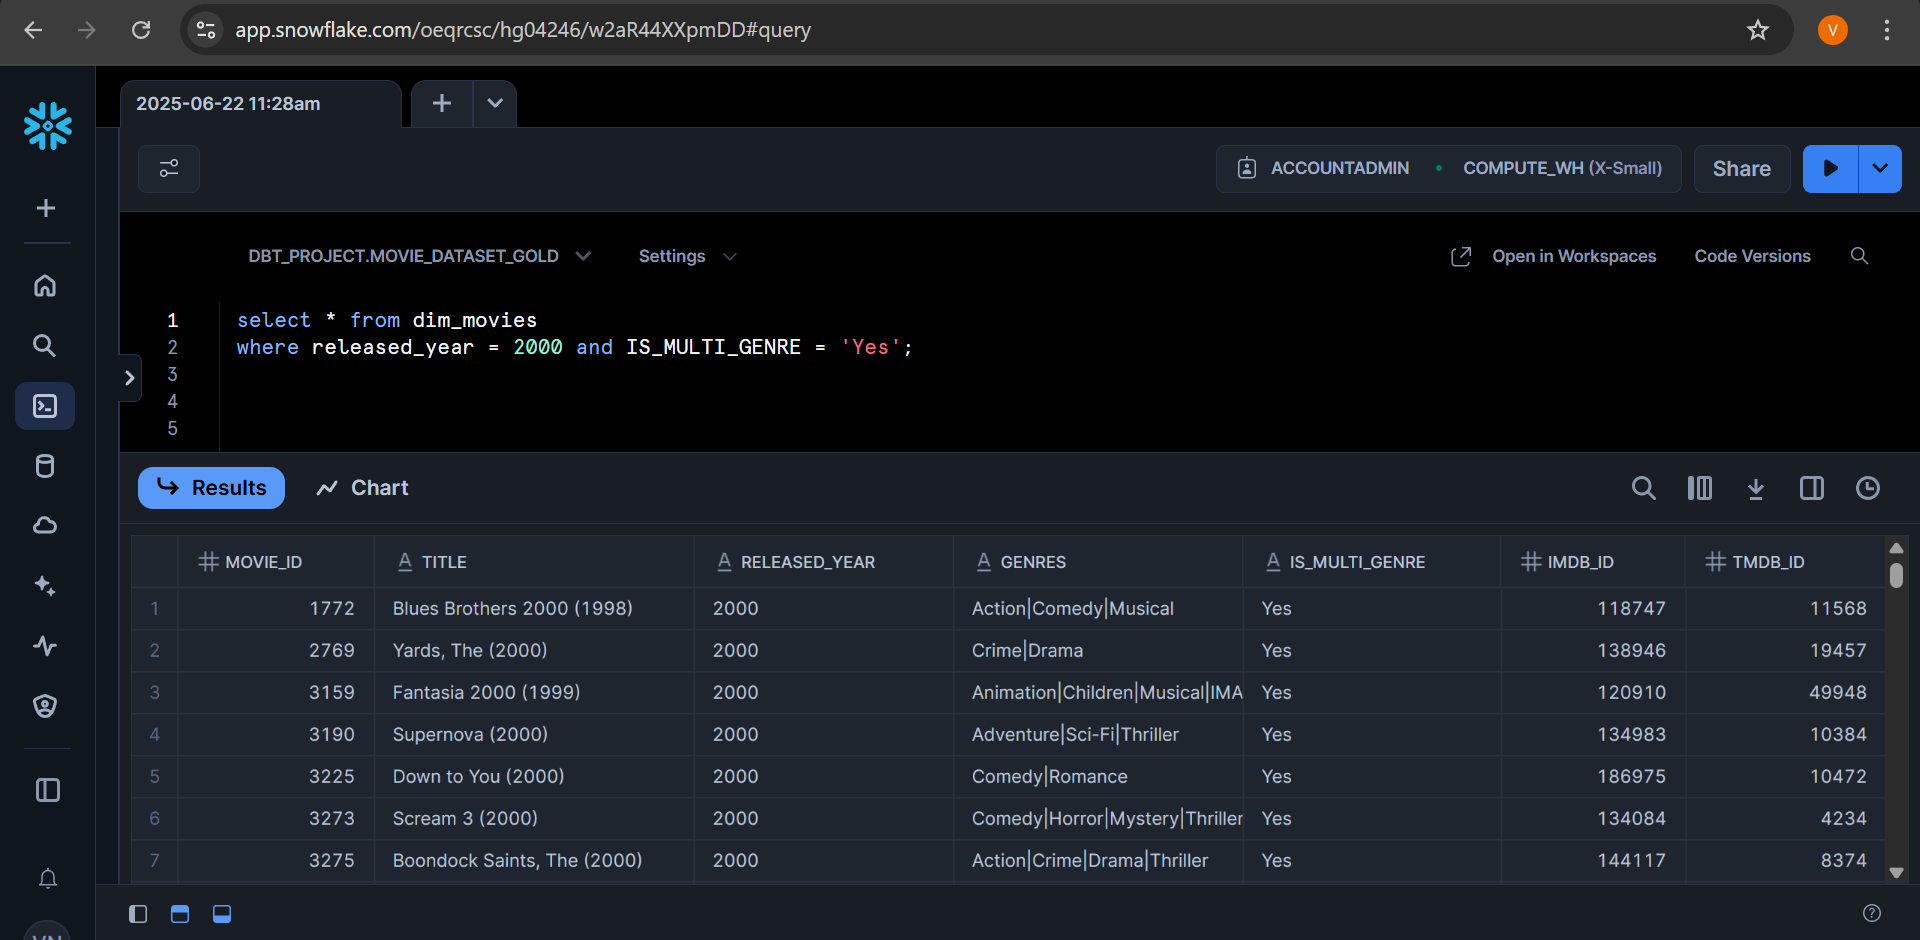 app.snowflake.com/oeqrcsc/hg04246/w2aR44XXpmDD#query
V
2025-06-22 11:28am
ACCOUNTADMIN • COMPUTE_WH (X-Small)
Share
DBT_PROJECT.MOVIE_DATASET_GOLD
Settings
Open in Workspaces
Code Versions
1 select * from dim_movies
2 where released_year = 2000 and IS_MULTI_GENRE = 'Yes';
3
4
5
Results
Chart
MOVIE_ID TITLE RELEASED_YEAR GENRES IS_MULTI_GENRE IMDB_ID TMDB_ID
1 1772 Blues Brothers 2000 (1998) 2000 Action|Comedy|Musical Yes 118747 11568
2 2769 Yards, The (2000) 2000 Crime|Drama Yes 138946 19457
3 3159 Fantasia 2000 (1999) 2000 Animation|Children|Musical|IMA Yes 120910 49948
4 3190 Supernova (2000) 2000 Adventure|Sci-Fi|Thriller Yes 134983 10384
5 3225 Down to You (2000) 2000 Comedy|Romance Yes 186975 10472
6 3273 Scream 3 (2000) 2000 Comedy|Horror|Mystery|Thriller Yes 134084 4234
7 3275 Boondock Saints, The (2000) 2000 Action|Crime|Drama|Thriller Yes 144117 8374